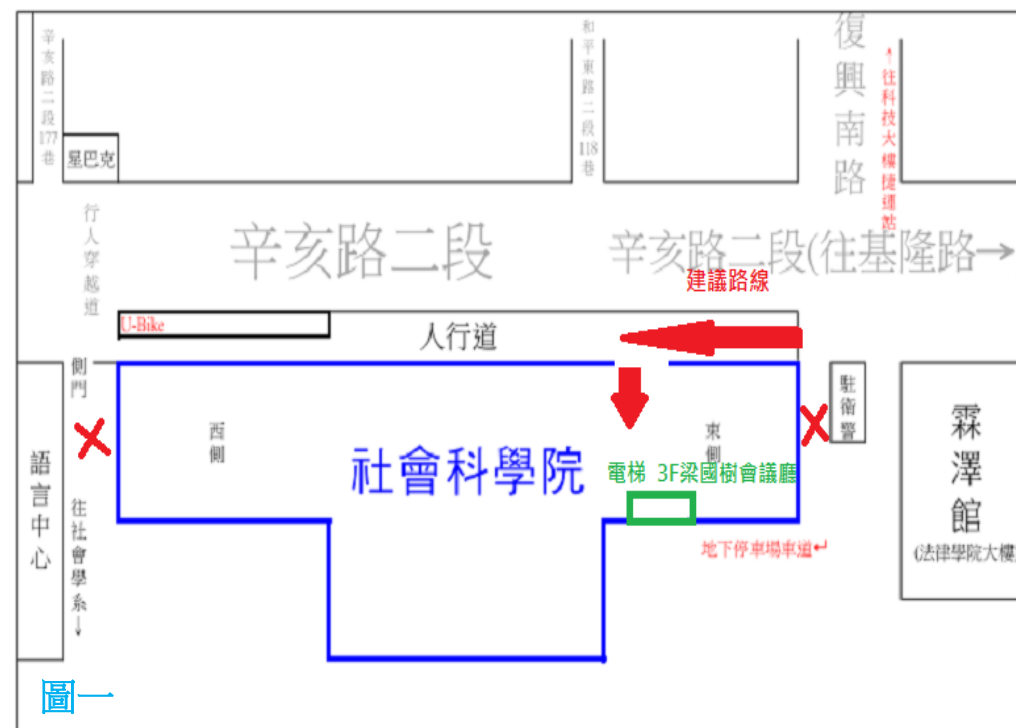 辛亥路二段177巷
和平東路二段118巷
復興南路
↑往科技大樓捷運站
星巴克
行人穿越道
辛亥路二段
辛亥路二段(往基隆路→
建議路線
U-Bike
人行道
側門
駐衛警
西側
東側
社會科學院
電梯 3F梁國樹會議廳
霖澤館
(法律學院大樓
語言中心
往社會學系↓
地下停車場車道↵
圖一